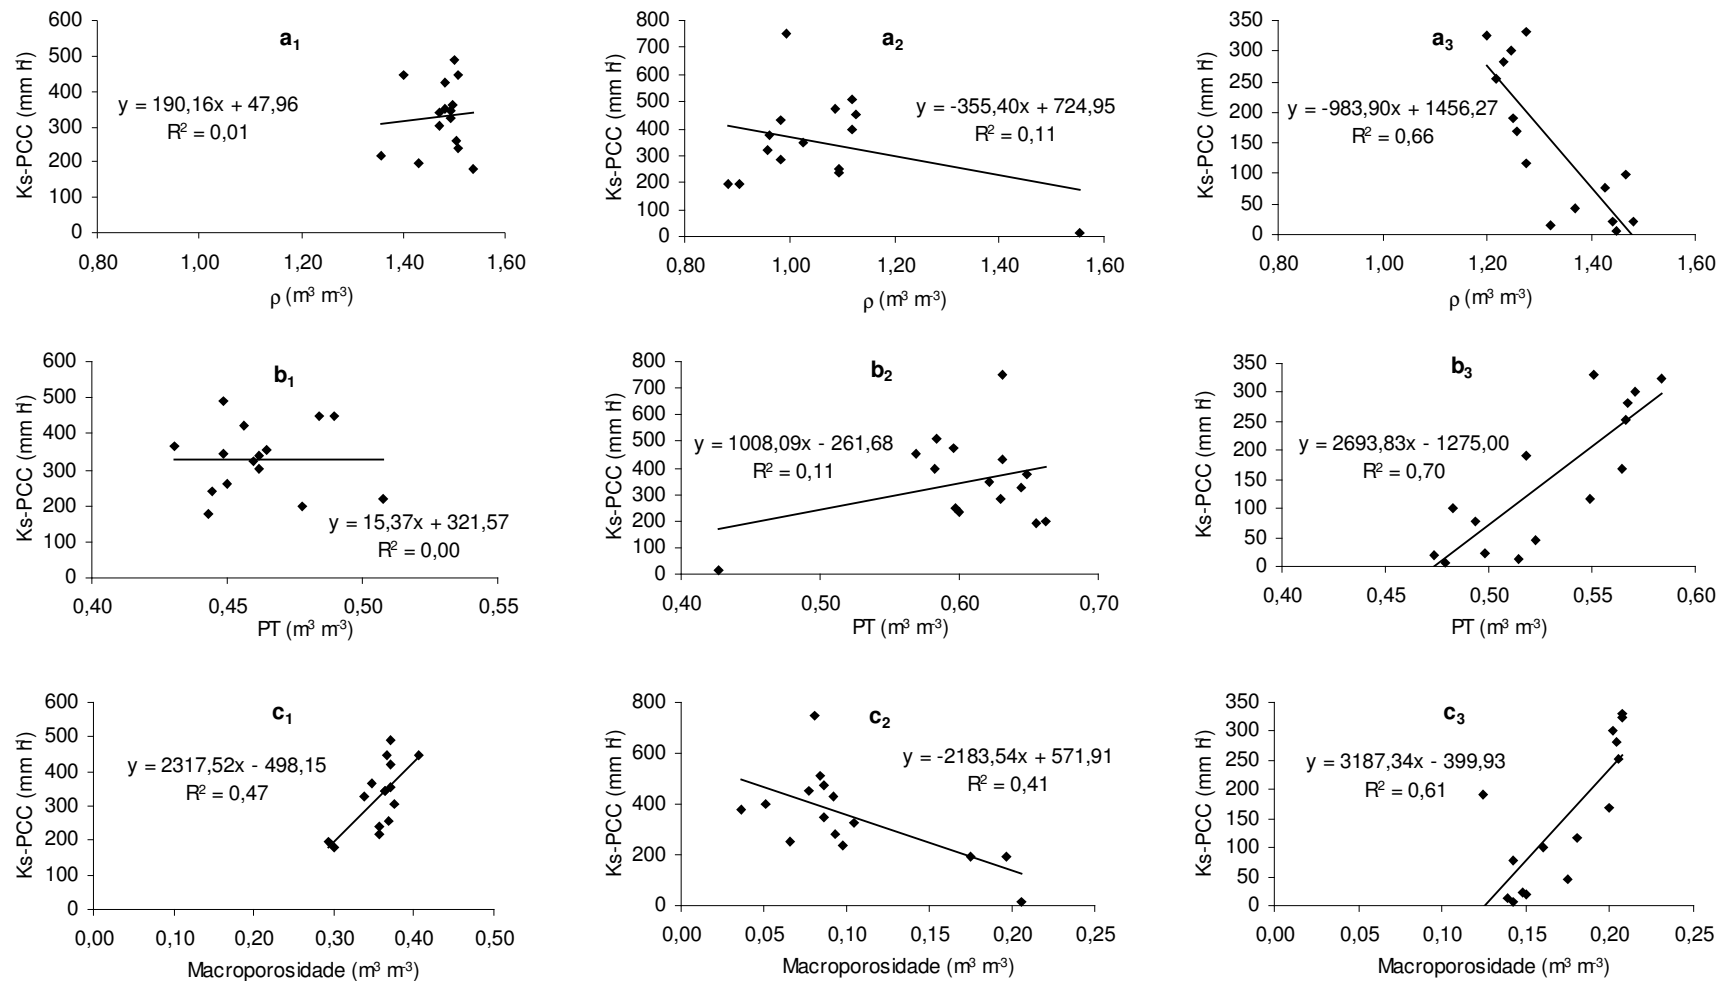 a₁
Ks-PCC (mm h¹)
600
500
400
300
200
100
0
y = 190,16x + 47,96
R² = 0,01
0,80 1,00 1,20 1,40 1,60
ρ (m³ m⁻³)
a₂
Ks-PCC (mm h¹)
800
700
600
500
400
300
200
100
0
y = -355,40x + 724,95
R² = 0,11
0,80 1,00 1,20 1,40 1,60
ρ (m³ m⁻³)
a₃
Ks-PCC (mm h¹)
350
300
250
200
150
100
50
0
y = -983,90x + 1456,27
R² = 0,66
0,80 1,00 1,20 1,40 1,60
ρ (m³ m⁻³)
b₁
Ks-PCC (mm h¹)
600
500
400
300
200
100
0
y = 15,37x + 321,57
R² = 0,00
0,40 0,45 0,50 0,55
PT (m³ m⁻³)
b₂
Ks-PCC (mm h¹)
800
700
600
500
400
300
200
100
0
y = 1008,09x - 261,68
R² = 0,11
0,40 0,50 0,60 0,70
PT (m³ m⁻³)
b₃
Ks-PCC (mm h¹)
350
300
250
200
150
100
50
0
y = 2693,83x - 1275,00
R² = 0,70
0,40 0,45 0,50 0,55 0,60
PT (m³ m⁻³)
c₁
Ks-PCC (mm h¹)
600
500
400
300
200
100
0
y = 2317,52x - 498,15
R² = 0,47
0,00 0,10 0,20 0,30 0,40 0,50
Macroporosidade (m³ m⁻³)
c₂
Ks-PCC (mm h¹)
800
600
400
200
0
y = -2183,54x + 571,91
R² = 0,41
0,00 0,05 0,10 0,15 0,20 0,25
Macroporosidade (m³ m⁻³)
c₃
Ks-PCC (mm h¹)
350
300
250
200
150
100
50
0
y = 3187,34x - 399,93
R² = 0,61
0,00 0,05 0,10 0,15 0,20 0,25
Macroporosidade (m³ m⁻³)